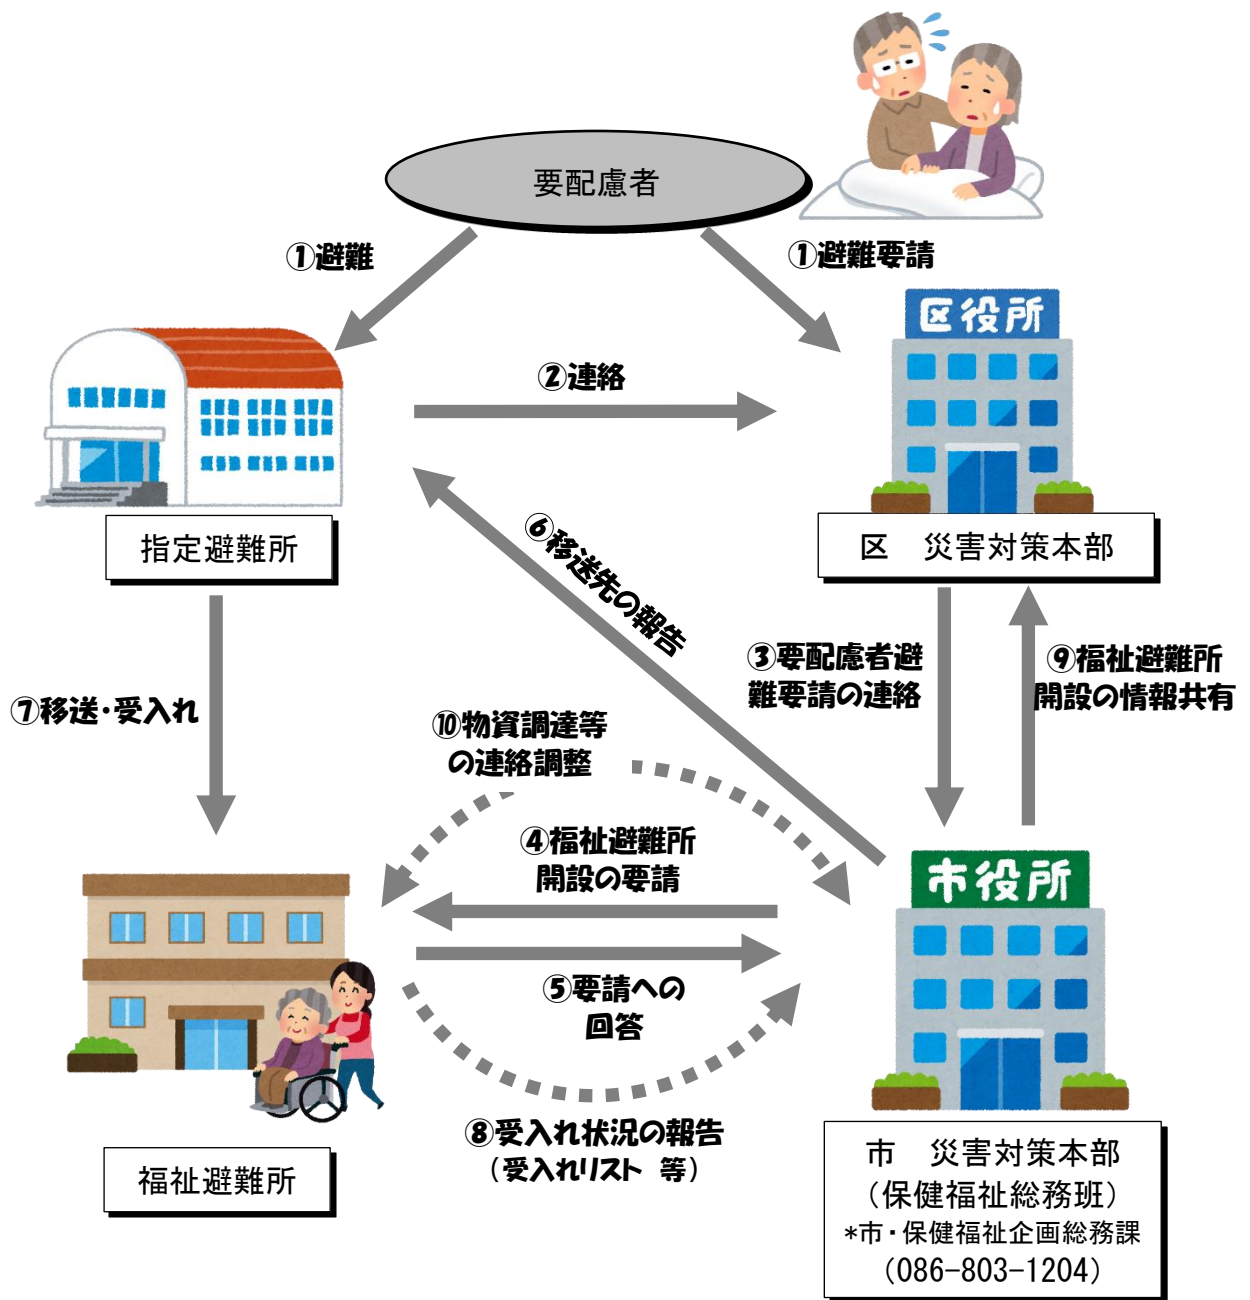 要配慮者
①避難
①避難要請
区役所
②連絡
指定避難所
区　災害対策本部
⑥移送先の報告
③要配慮者避
難要請の連絡
⑨福祉避難所
開設の情報共有
⑦移送・受入れ
⑩物資調達等
の連絡調整
④福祉避難所
開設の要請
市役所
⑤要請への
回答
⑧受入れ状況の報告
（受入れリスト　等）
福祉避難所
市　災害対策本部
（保健福祉総務班）
*市・保健福祉企画総務課
（086-803-1204）